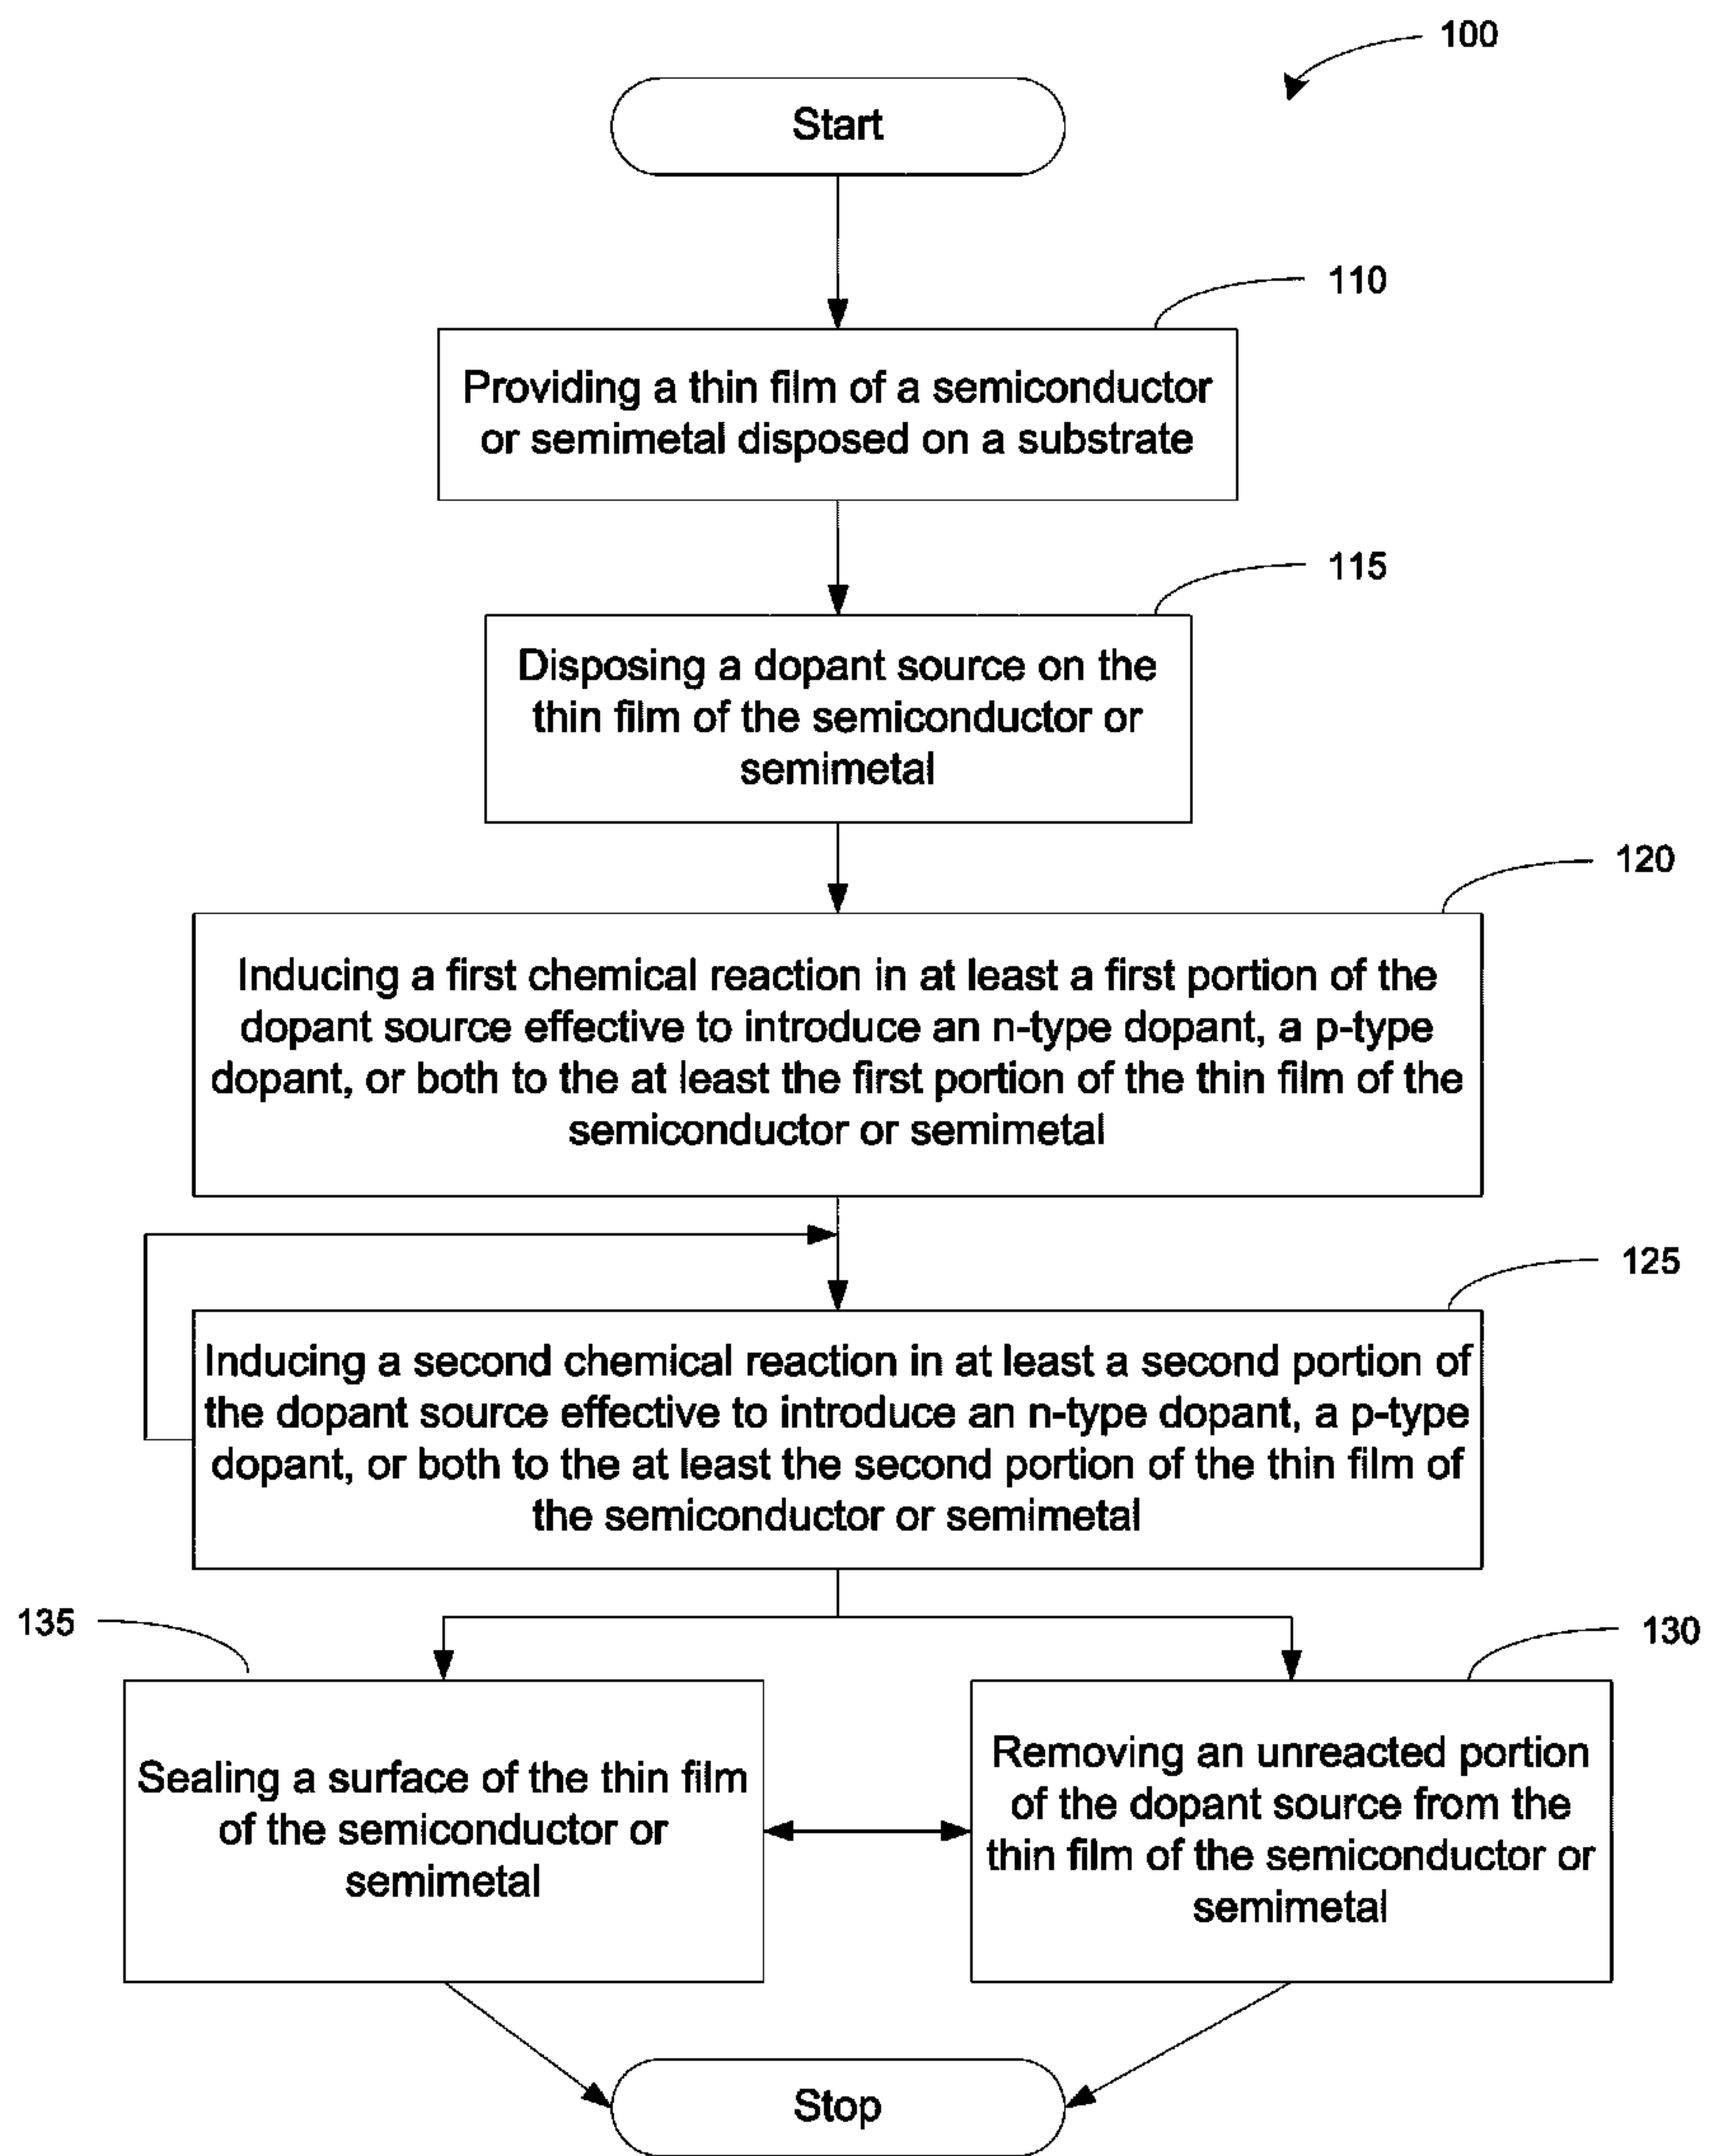 100
Start
110
Providing a thin film of a semiconductor
or semimetal disposed on a substrate
115
Disposing a dopant source on the
thin film of the semiconductor or
semimetal
120
Inducing a first chemical reaction in at least a first portion of the
dopant source effective to introduce an n-type dopant, a p-type
dopant, or both to the at least the first portion of the thin film of the
semiconductor or semimetal
125
Inducing a second chemical reaction in at least a second portion of
the dopant source effective to introduce an n-type dopant, a p-type
dopant, or both to the at least the second portion of the thin film of
the semiconductor or semimetal
135
Sealing a surface of the thin film
of the semiconductor or
semimetal
130
Removing an unreacted portion
of the dopant source from the
thin film of the semiconductor or
semimetal
Stop